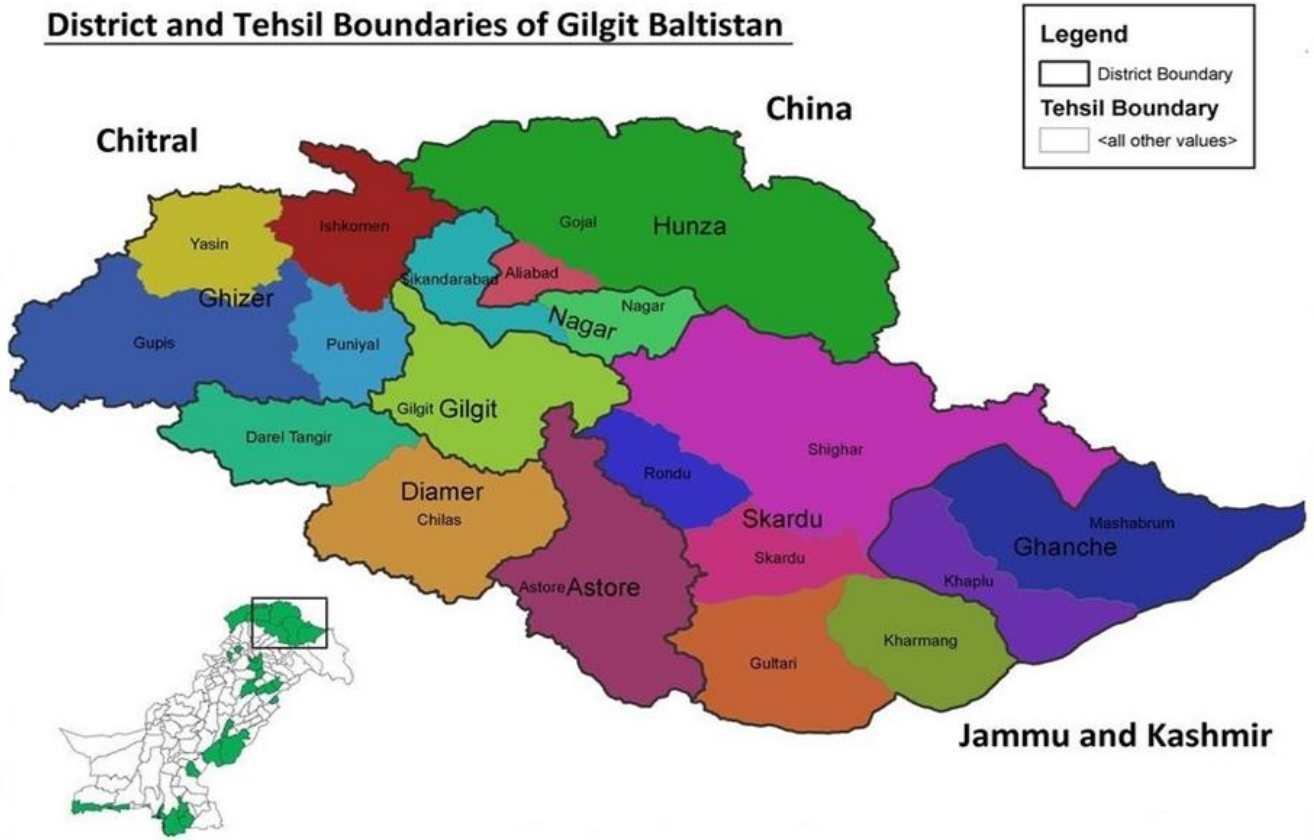 District and Tehsil Boundaries of Gilgit Baltistan
Legend
District Boundary
Tehsil Boundary
<all other values>
China
Chitral
Ishkomen
Gojal
Hunza
Yasin
Sikandarabad
Aliabad
Ghizer
Nagar
Nagar
Gupis
Puniyal
Gilgit
Gilgit
Darel Tangir
Shighar
Rondu
Diamer
Chilas
Skardu
Mashabrum
Ghanche
Skardu
Khaplu
Astore
Astore
Kharmang
Gultari
Jammu and Kashmir